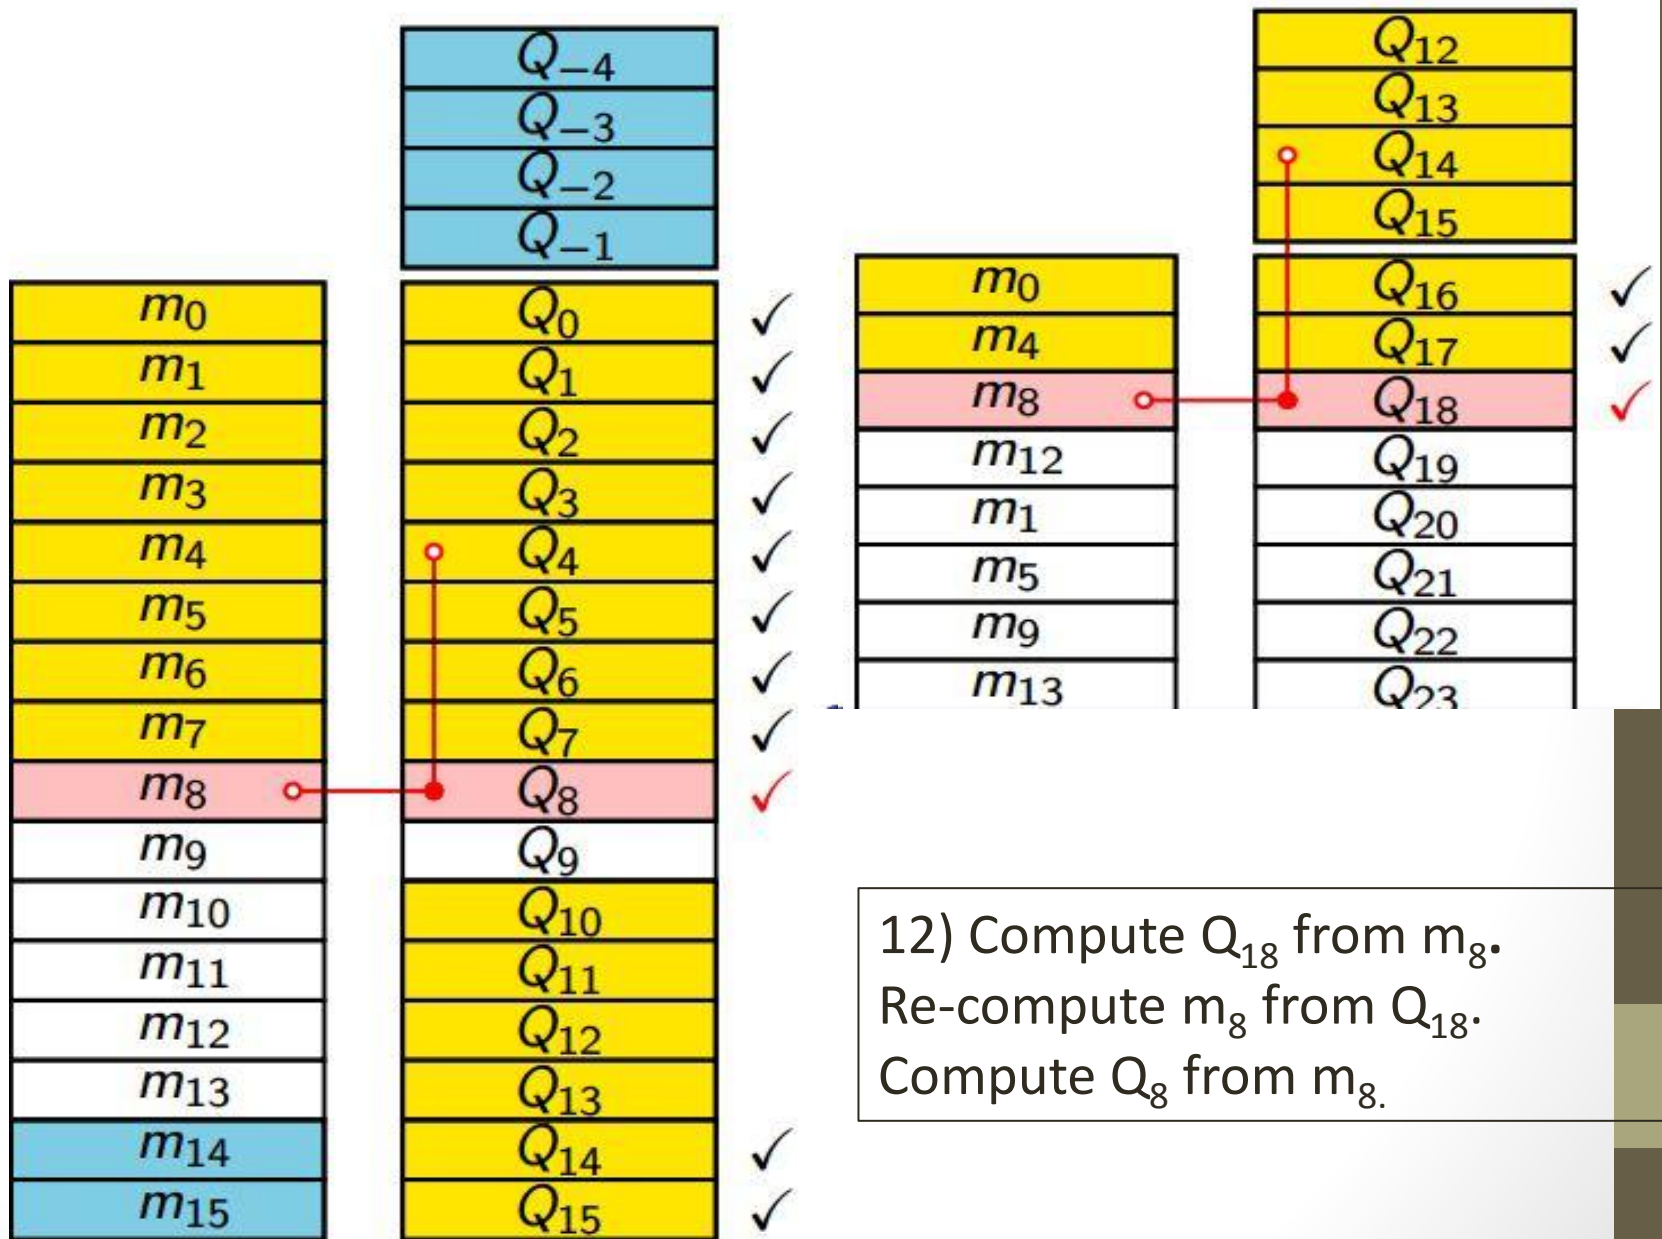 Q₋₄
Q₋₃
Q₋₂
Q₋₁
m₀ Q₀ ✓
m₁ Q₁ ✓
m₂ Q₂ ✓
m₃ Q₃ ✓
m₄ Q₄ ✓
m₅ Q₅ ✓
m₆ Q₆ ✓
m₇ Q₇ ✓
m₈ Q₈ ✓
m₉ Q₉
m₁₀ Q₁₀
m₁₁ Q₁₁
m₁₂ Q₁₂
m₁₃ Q₁₃
m₁₄ Q₁₄ ✓
m₁₅ Q₁₅ ✓
Q₁₂
Q₁₃
Q₁₄
Q₁₅
m₀ Q₁₆ ✓
m₄ Q₁₇ ✓
m₈ Q₁₈ ✓
m₁₂ Q₁₉
m₁ Q₂₀
m₅ Q₂₁
m₉ Q₂₂
m₁₃ Q₂₃
12) Compute Q₁₈ from m₈.
Re-compute m₈ from Q₁₈.
Compute Q₈ from m₈.